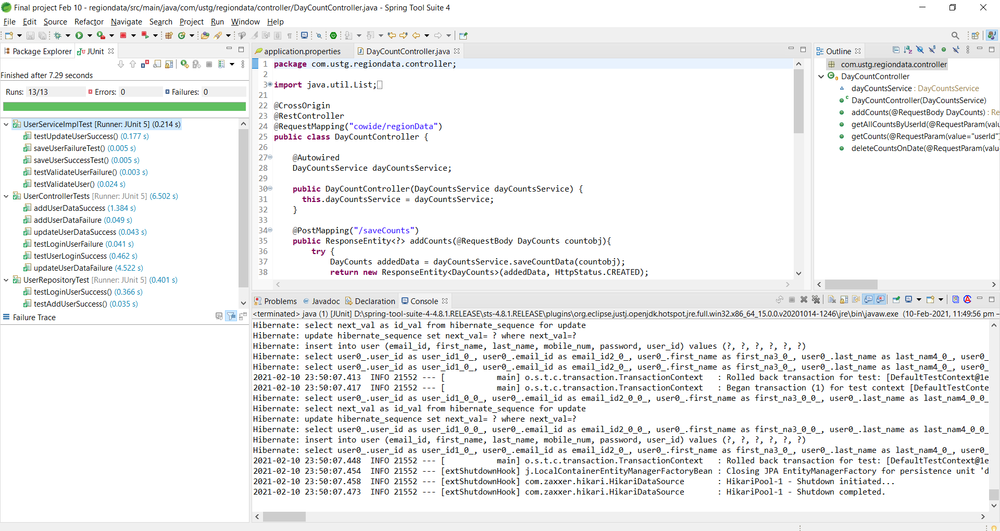 Final project Feb 10 - regiondata/src/main/java/com/ustg/regiondata/controller/DayCountController.java - Spring Tool Suite 4
File Edit Source Refactor Navigate Search Project Run Window Help
Package Explorer JUnit
Finished after 7.29 seconds
Runs: 13/13 Errors: 0 Failures: 0
UserServiceImplTest [Runner: JUnit 5] (0.214 s)
testUpdateUserSuccess() (0.177 s)
saveUserFailureTest() (0.005 s)
saveUserSuccessTest() (0.005 s)
testValidateUserFailure() (0.003 s)
testValidateUser() (0.024 s)
UserControllerTests [Runner: JUnit 5] (6.502 s)
addUserDataSuccess (1.384 s)
addUserDataFailure (0.049 s)
updateUserDataSuccess (0.043 s)
testLoginUserFailure (0.041 s)
testUserLoginSuccess (0.462 s)
updateUserDataFailure (4.522 s)
UserRepositoryTest [Runner: JUnit 5] (0.401 s)
testLoginUserSuccess() (0.366 s)
testAddUserSuccess() (0.035 s)
Failure Trace
application.properties DayCountController.java
1 package com.ustg.regiondata.controller;
2
3 import java.util.List;
21
22 @CrossOrigin
23 @RestController
24 @RequestMapping("cowide/regionData")
25 public class DayCountController {
26
27 @Autowired
28 DayCountsService dayCountsService;
29
30 public DayCountController(DayCountsService dayCountsService) {
31 this.dayCountsService = dayCountsService;
32 }
33
34 @PostMapping("/saveCounts")
35 public ResponseEntity<?> addCounts(@RequestBody DayCounts countobj){
36 try {
37 DayCounts addedData = dayCountsService.saveCountData(countobj);
38 return new ResponseEntity<DayCounts>(addedData, HttpStatus.CREATED);
Outline
com.ustg.regiondata.controller
DayCountController
dayCountsService : DayCountsService
DayCountController(DayCountsService)
addCounts(@RequestBody DayCounts) : Re
getAllCountsByUserId(@RequestParam(valu
getCounts(@RequestParam(value="userId")
deleteCountsOnDate(@RequestParam(valu
Problems Javadoc Declaration Console
<terminated> java (1) [JUnit] D:\spring-tool-suite-4-4.8.1.RELEASE\sts-4.8.1.RELEASE\plugins\org.eclipse.justj.openjdk.hotspot.jre.full.win32.x86_64_15.0.0.v20201014-1246\jre\bin\javaw.exe (10-Feb-2021, 11:49:56 pm –
Hibernate: select next_val as id_val from hibernate_sequence for update
Hibernate: update hibernate_sequence set next_val= ? where next_val=?
Hibernate: insert into user (email_id, first_name, last_name, mobile_num, password, user_id) values (?, ?, ?, ?, ?, ?)
Hibernate: select user0_.user_id as user_id1_0_, user0_.email_id as email_id2_0_, user0_.first_name as first_na3_0_, user0_.last_name as last_nam4_0_, user0_
Hibernate: select user0_.user_id as user_id1_0_, user0_.email_id as email_id2_0_, user0_.first_name as first_na3_0_, user0_.last_name as last_nam4_0_, user0_
2021-02-10 23:50:07.413 INFO 21552 --- [ main] o.s.t.c.transaction.TransactionContext : Rolled back transaction for test: [DefaultTestContext@1e
2021-02-10 23:50:07.417 INFO 21552 --- [ main] o.s.t.c.transaction.TransactionContext : Began transaction (1) for test context [DefaultTestConte
Hibernate: select user0_.user_id as user_id1_0_0_, user0_.email_id as email_id2_0_0_, user0_.first_name as first_na3_0_0_, user0_.last_name as last_nam4_0_0_
Hibernate: select next_val as id_val from hibernate_sequence for update
Hibernate: update hibernate_sequence set next_val= ? where next_val=?
Hibernate: select user0_.user_id as user_id1_0_0_, user0_.email_id as email_id2_0_0_, user0_.first_name as first_na3_0_0_, user0_.last_name as last_nam4_0_0_
Hibernate: insert into user (email_id, first_name, last_name, mobile_num, password, user_id) values (?, ?, ?, ?, ?, ?)
Hibernate: select user0_.user_id as user_id1_0_, user0_.email_id as email_id2_0_, user0_.first_name as first_na3_0_, user0_.last_name as last_nam4_0_, user0_
2021-02-10 23:50:07.448 INFO 21552 --- [ main] o.s.t.c.transaction.TransactionContext : Rolled back transaction for test: [DefaultTestContext@1e
2021-02-10 23:50:07.454 INFO 21552 --- [extShutdownHook] j.LocalContainerEntityManagerFactoryBean : Closing JPA EntityManagerFactory for persistence unit 'd
2021-02-10 23:50:07.458 INFO 21552 --- [extShutdownHook] com.zaxxer.hikari.HikariDataSource : HikariPool-1 - Shutdown initiated...
2021-02-10 23:50:07.473 INFO 21552 --- [extShutdownHook] com.zaxxer.hikari.HikariDataSource : HikariPool-1 - Shutdown completed.